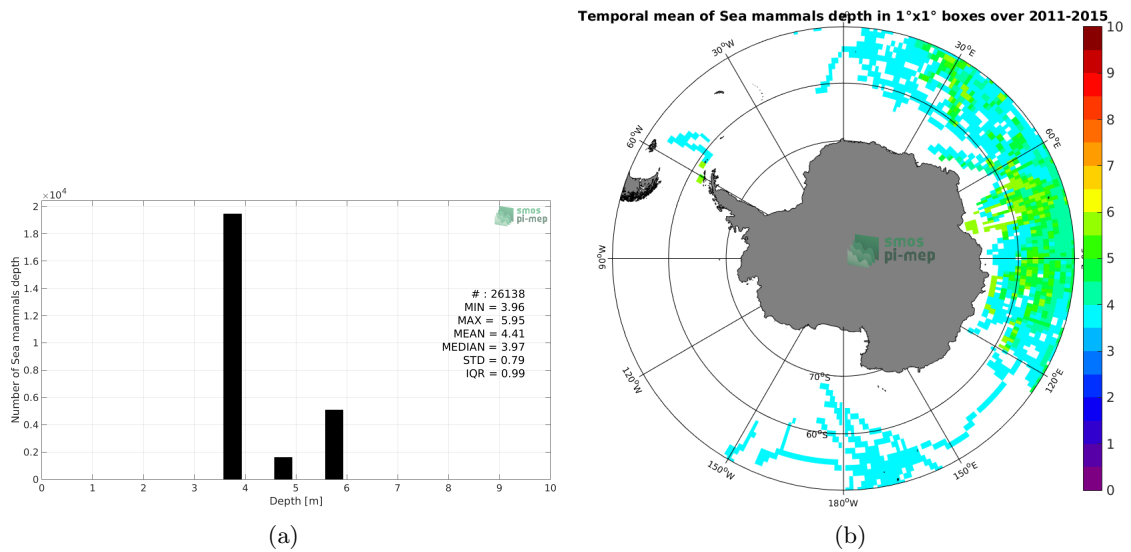 ×10⁴
2
1.8
1.6
1.4
1.2
1
0.8
0.6
0.4
0.2
0
Number of Sea mammals depth
smos
pi-mep
# : 26138
MIN = 3.96
MAX = 5.95
MEAN = 4.41
MEDIAN = 3.97
STD = 0.79
IQR = 0.99
0 1 2 3 4 5 6 7 8 9 10
Depth [m]
(a)
Temporal mean of Sea mammals depth in 1°x1° boxes over 2011-2015
30°W
30°E
60°W
60°E
90°W
120°W
120°E
150°W
150°E
180°W
70°S
60°S
smos
pi-mep
10
9
8
7
6
5
4
3
2
1
0
(b)